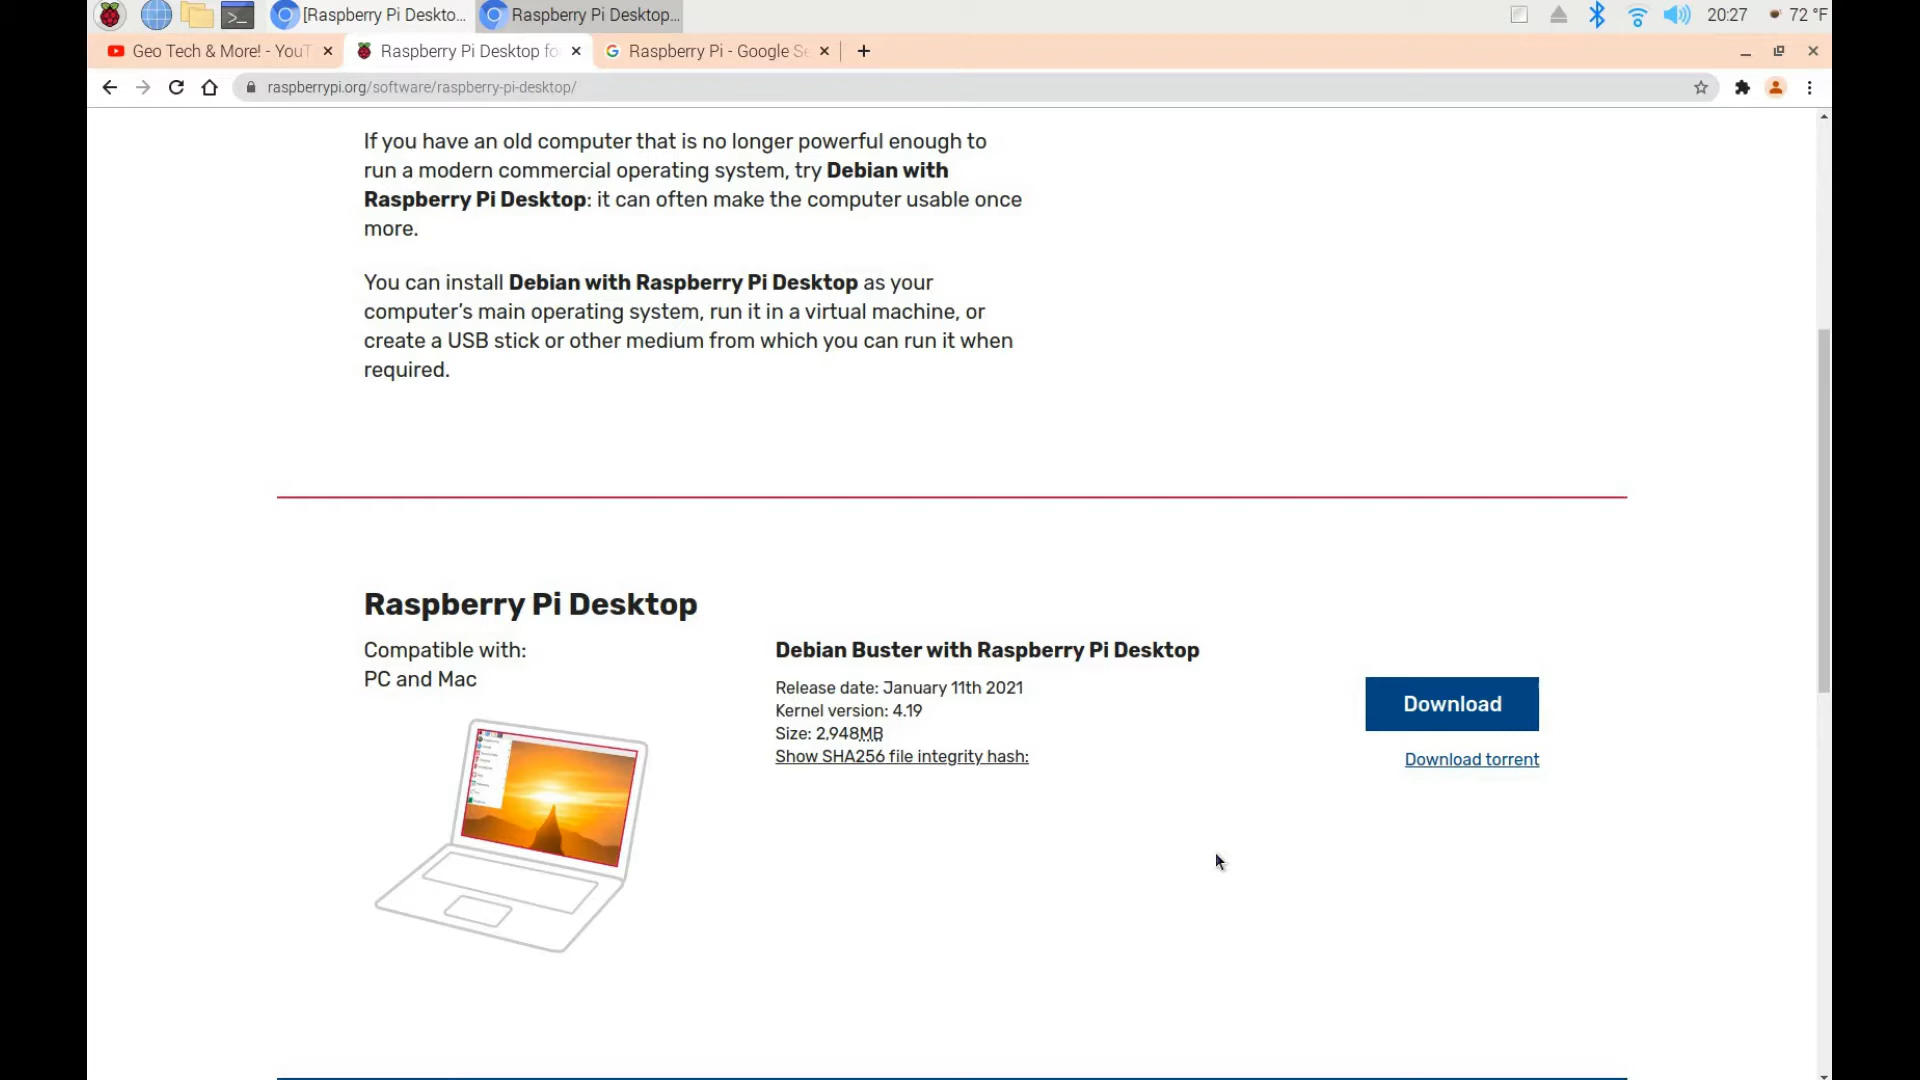 [Raspberry Pi Deskto...
Raspberry Pi Desktop...
20:27
72 °F
Geo Tech & More! - YouT
Raspberry Pi Desktop fo
Raspberry Pi - Google Se
raspberrypi.org/software/raspberry-pi-desktop/
If you have an old computer that is no longer powerful enough to
run a modern commercial operating system, try Debian with
Raspberry Pi Desktop: it can often make the computer usable once
more.
You can install Debian with Raspberry Pi Desktop as your
computer's main operating system, run it in a virtual machine, or
create a USB stick or other medium from which you can run it when
required.
Raspberry Pi Desktop
Compatible with:
PC and Mac
Debian Buster with Raspberry Pi Desktop
Release date: January 11th 2021
Kernel version: 4.19
Size: 2,948MB
Show SHA256 file integrity hash:
Download
Download torrent